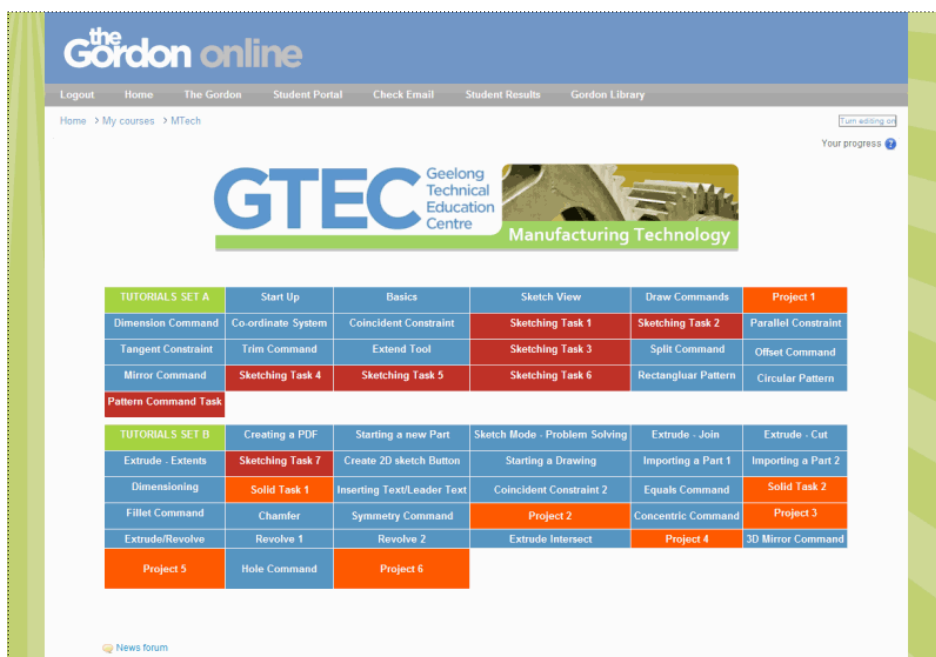 the
Gordon online
Logout Home The Gordon Student Portal Check Email Student Results Gordon Library
Home > My courses > MTech Turn editing on
Your progress ?
GTEC Geelong
Technical
Education
Centre
Manufacturing Technology
TUTORIALS SET A Start Up Basics Sketch View Draw Commands Project 1
Dimension Command Co-ordinate System Coincident Constraint Sketching Task 1 Sketching Task 2 Parallel Constraint
Tangent Constraint Trim Command Extend Tool Sketching Task 3 Split Command Offset Command
Mirror Command Sketching Task 4 Sketching Task 5 Sketching Task 6 Rectangluar Pattern Circular Pattern
Pattern Command Task
TUTORIALS SET B Creating a PDF Starting a new Part Sketch Mode - Problem Solving Extrude - Join Extrude - Cut
Extrude - Extents Sketching Task 7 Create 2D sketch Button Starting a Drawing Importing a Part 1 Importing a Part 2
Dimensioning Solid Task 1 Inserting Text/Leader Text Coincident Constraint 2 Equals Command Solid Task 2
Fillet Command Chamfer Symmetry Command Project 2 Concentric Command Project 3
Extrude/Revolve Revolve 1 Revolve 2 Extrude Intersect Project 4 3D Mirror Command
Project 5 Hole Command Project 6
News forum